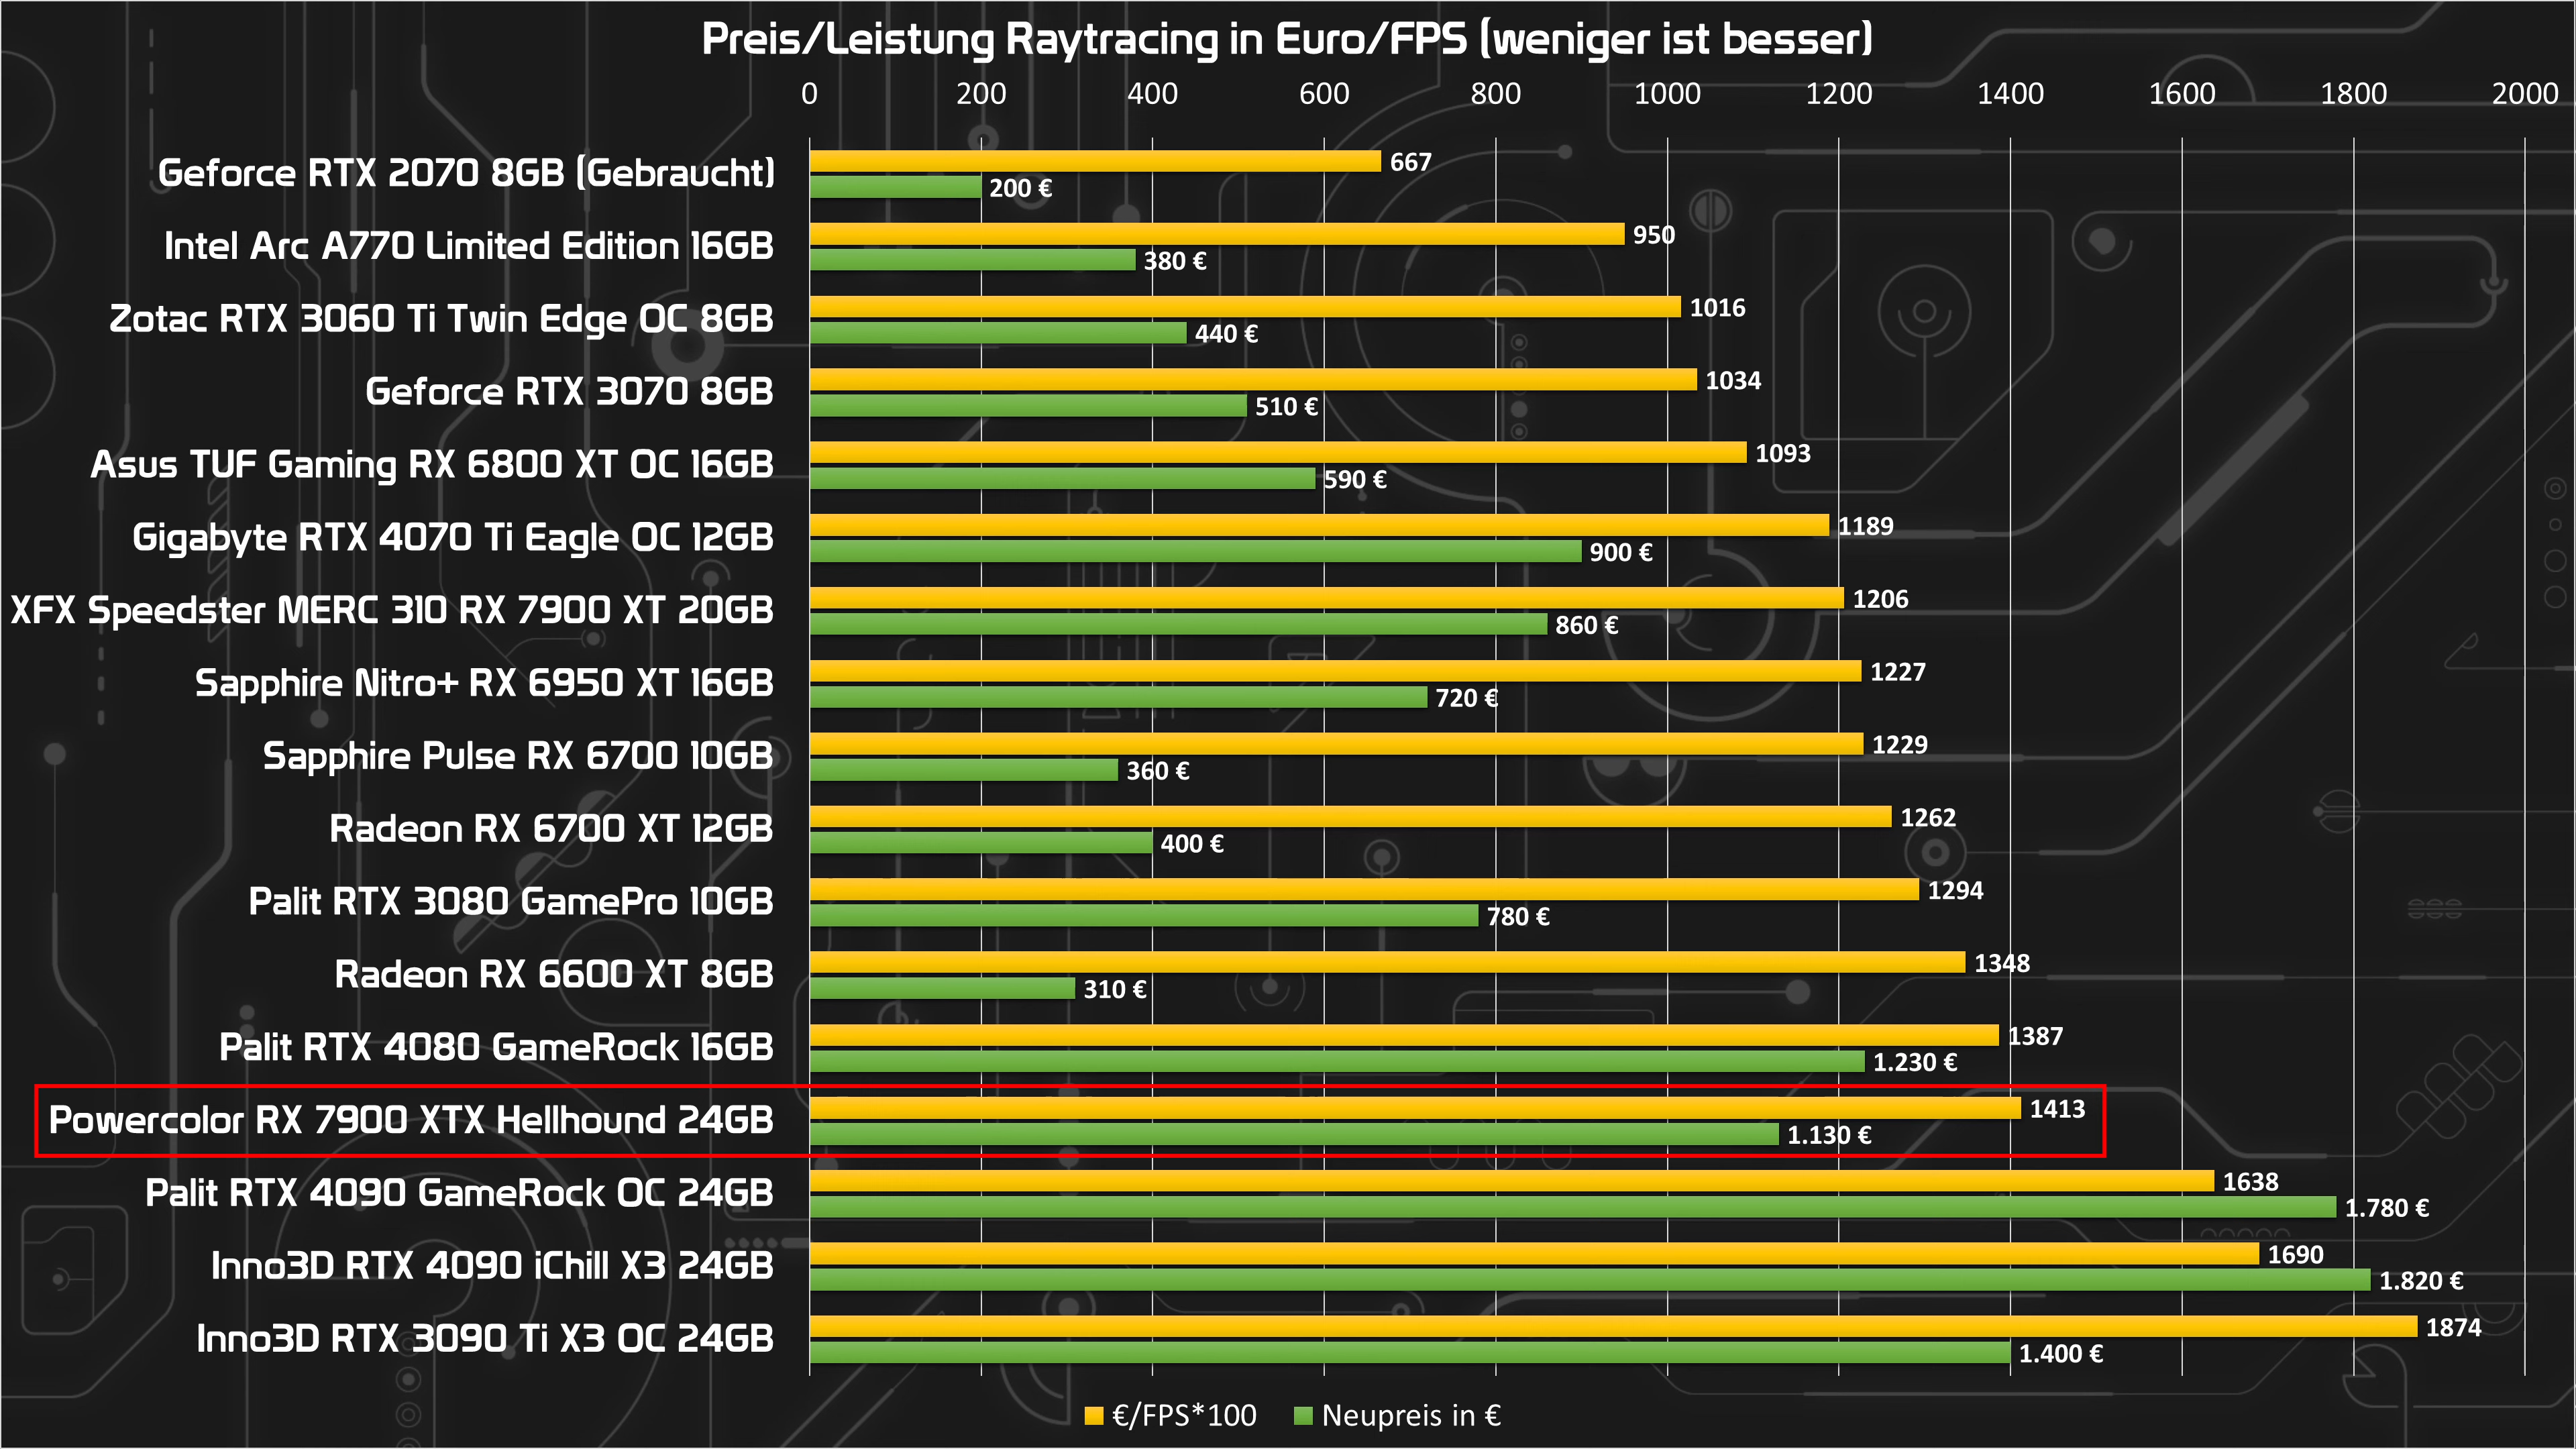 Preis/Leistung Raytracing in Euro/FPS (weniger ist besser)
0 200 400 600 800 1000 1200 1400 1600 1800 2000
Geforce RTX 2070 8GB (Gebraucht) 667
200 €
Intel Arc A770 Limited Edition 16GB 950
380 €
Zotac RTX 3060 Ti Twin Edge OC 8GB 1016
440 €
Geforce RTX 3070 8GB 1034
510 €
Asus TUF Gaming RX 6800 XT OC 16GB 1093
590 €
Gigabyte RTX 4070 Ti Eagle OC 12GB 1189
900 €
XFX Speedster MERC 310 RX 7900 XT 20GB 1206
860 €
Sapphire Nitro+ RX 6950 XT 16GB 1227
720 €
Sapphire Pulse RX 6700 10GB 1229
360 €
Radeon RX 6700 XT 12GB 1262
400 €
Palit RTX 3080 GamePro 10GB 1294
780 €
Radeon RX 6600 XT 8GB 1348
310 €
Palit RTX 4080 GameRock 16GB 1387
1.230 €
Powercolor RX 7900 XTX Hellhound 24GB 1413
1.130 €
Palit RTX 4090 GameRock OC 24GB 1638
1.780 €
Inno3D RTX 4090 iChill X3 24GB 1690
1.820 €
Inno3D RTX 3090 Ti X3 OC 24GB 1874
1.400 €
€/FPS*100 Neupreis in €